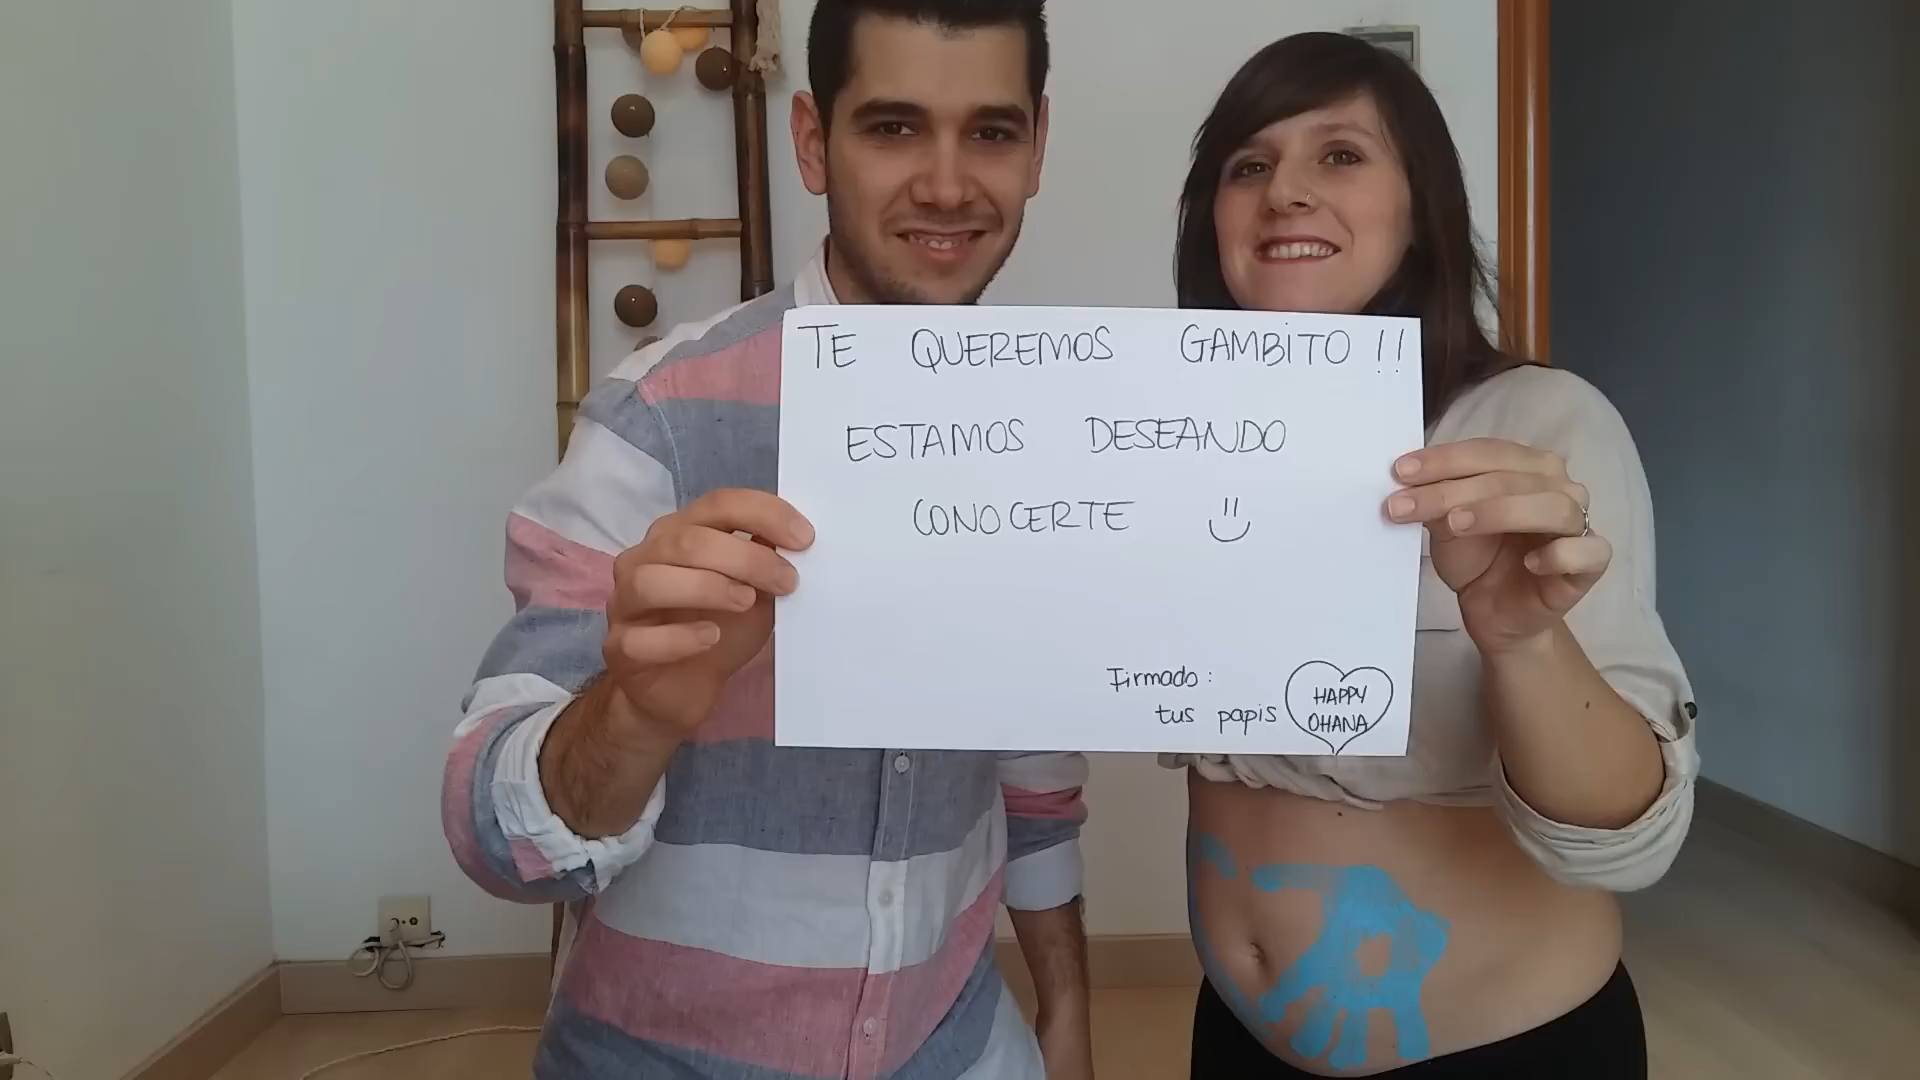 TE QUEREMOS GAMBiTO !!
ESTAMOS DESEANDO
CONOCERTE
Firmado :
tus papis
HAPPY
OHANA